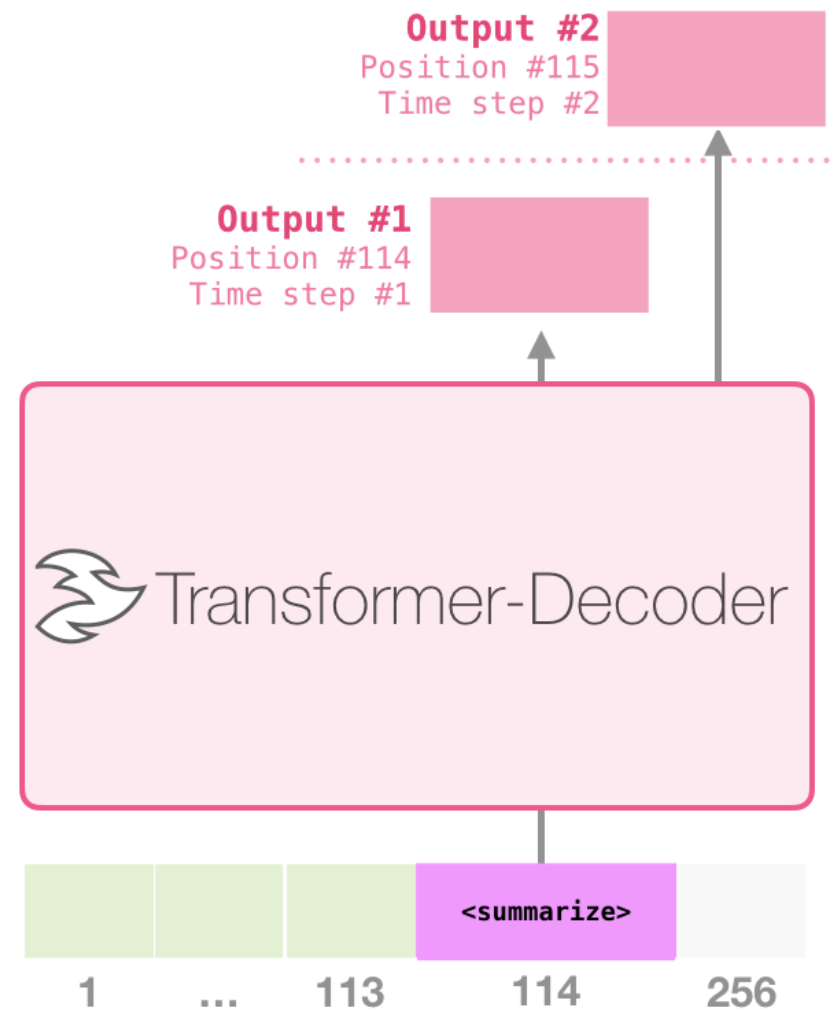 Output #2
Position #115
Time step #2
Output #1
Position #114
Time step #1
Transformer-Decoder
<summarize>
1 ... 113 114 256